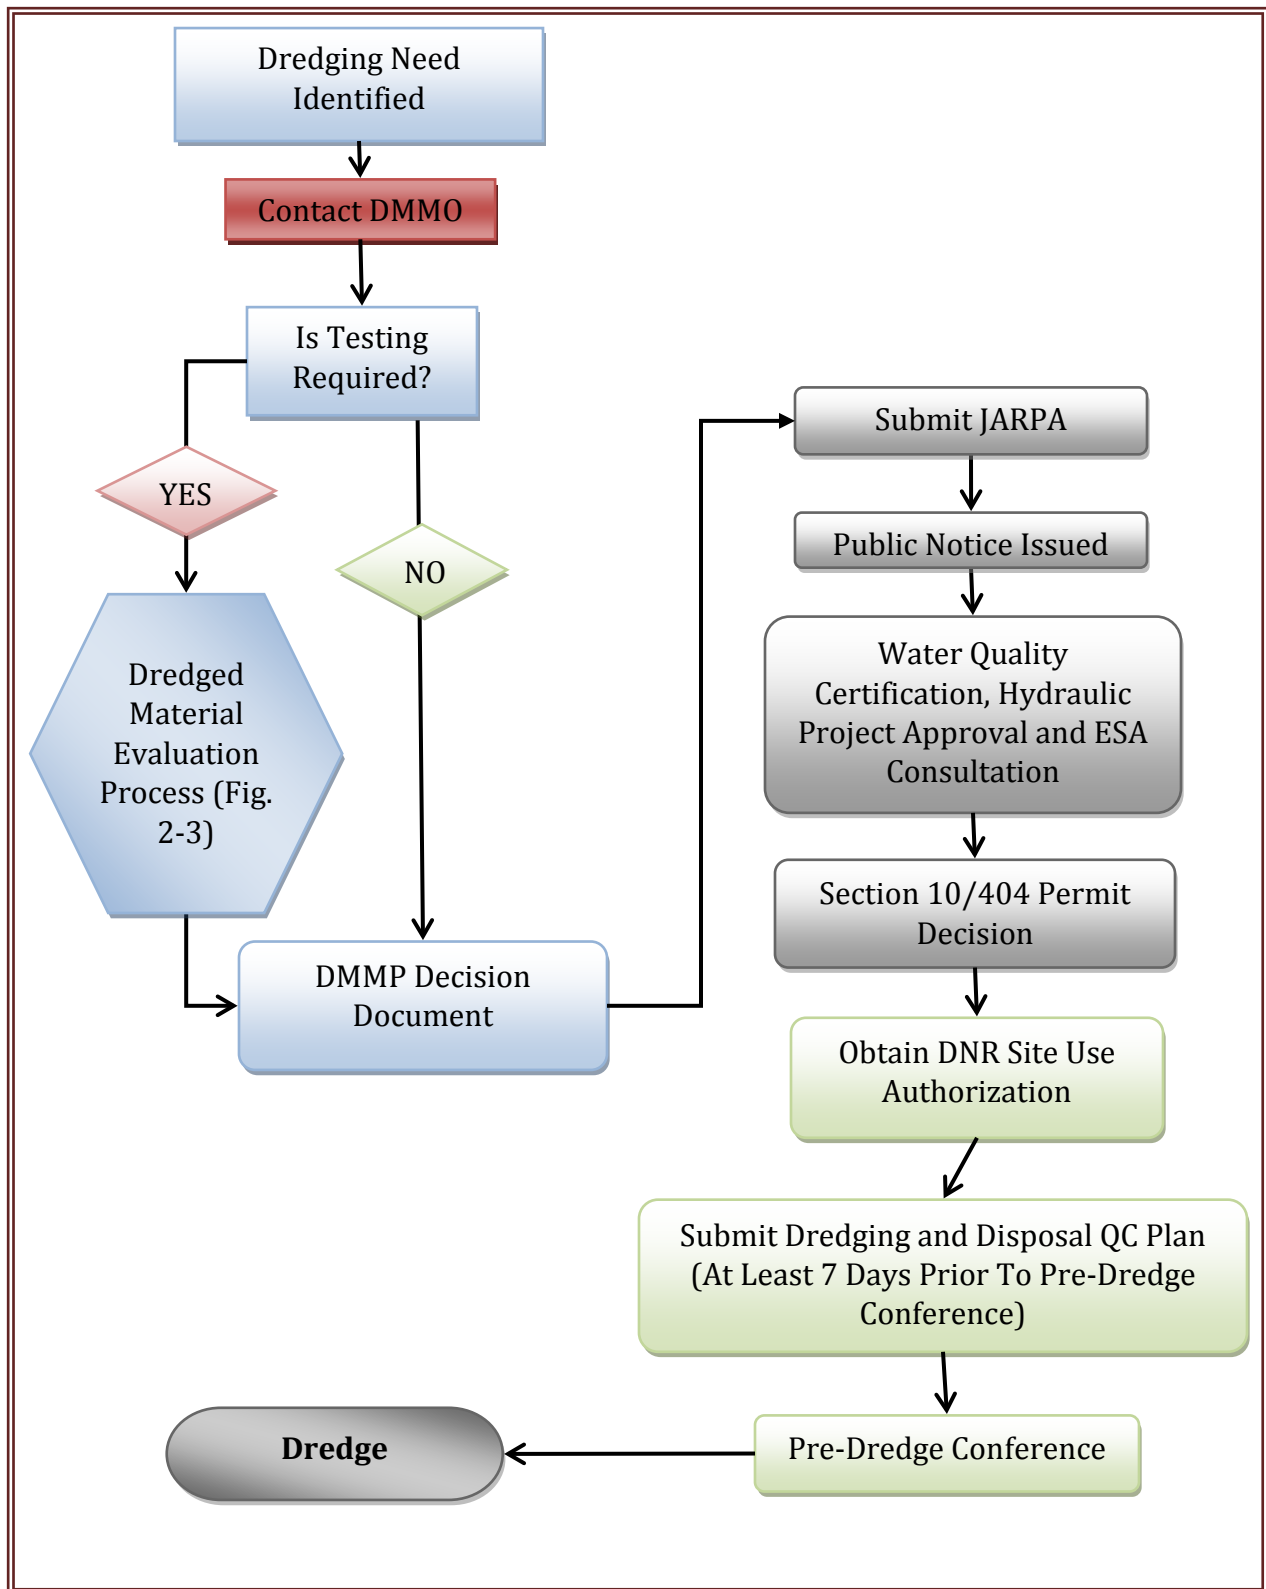 Dredging Need
Identified
Contact DMMO
Is Testing
Required?
YES
NO
Dredged
Material
Evaluation
Process (Fig.
2-3)
DMMP Decision
Document
Submit JARPA
Public Notice Issued
Water Quality
Certification, Hydraulic
Project Approval and ESA
Consultation
Section 10/404 Permit
Decision
Obtain DNR Site Use
Authorization
Submit Dredging and Disposal QC Plan
(At Least 7 Days Prior To Pre-Dredge
Conference)
Pre-Dredge Conference
Dredge